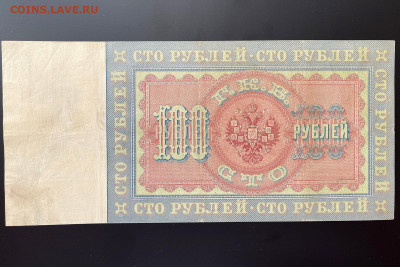 COINS.LAVE.RU
СТО РУБЛЕЙ · СТО РУБЛЕЙ
СТО РУБЛЕЙ
Г.К.Б.
100 РУБЛЕЙ
СТО
СТО РУБЛЕЙ
СТО РУБЛЕЙ · СТО РУБЛЕЙ